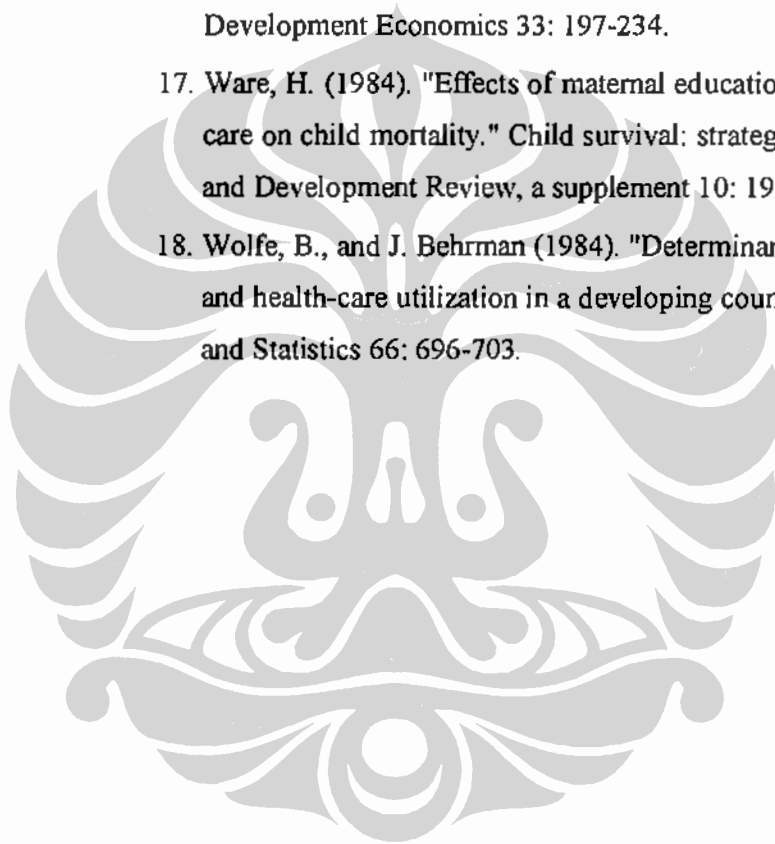 Development Economics 33: 197-234.
17. Ware, H. (1984). "Effects of maternal educatio
care on child mortality." Child survival: strateg
and Development Review, a supplement 10: 19
18. Wolfe, B., and J. Behrman (1984). "Determinan
and health-care utilization in a developing coun
and Statistics 66: 696-703.